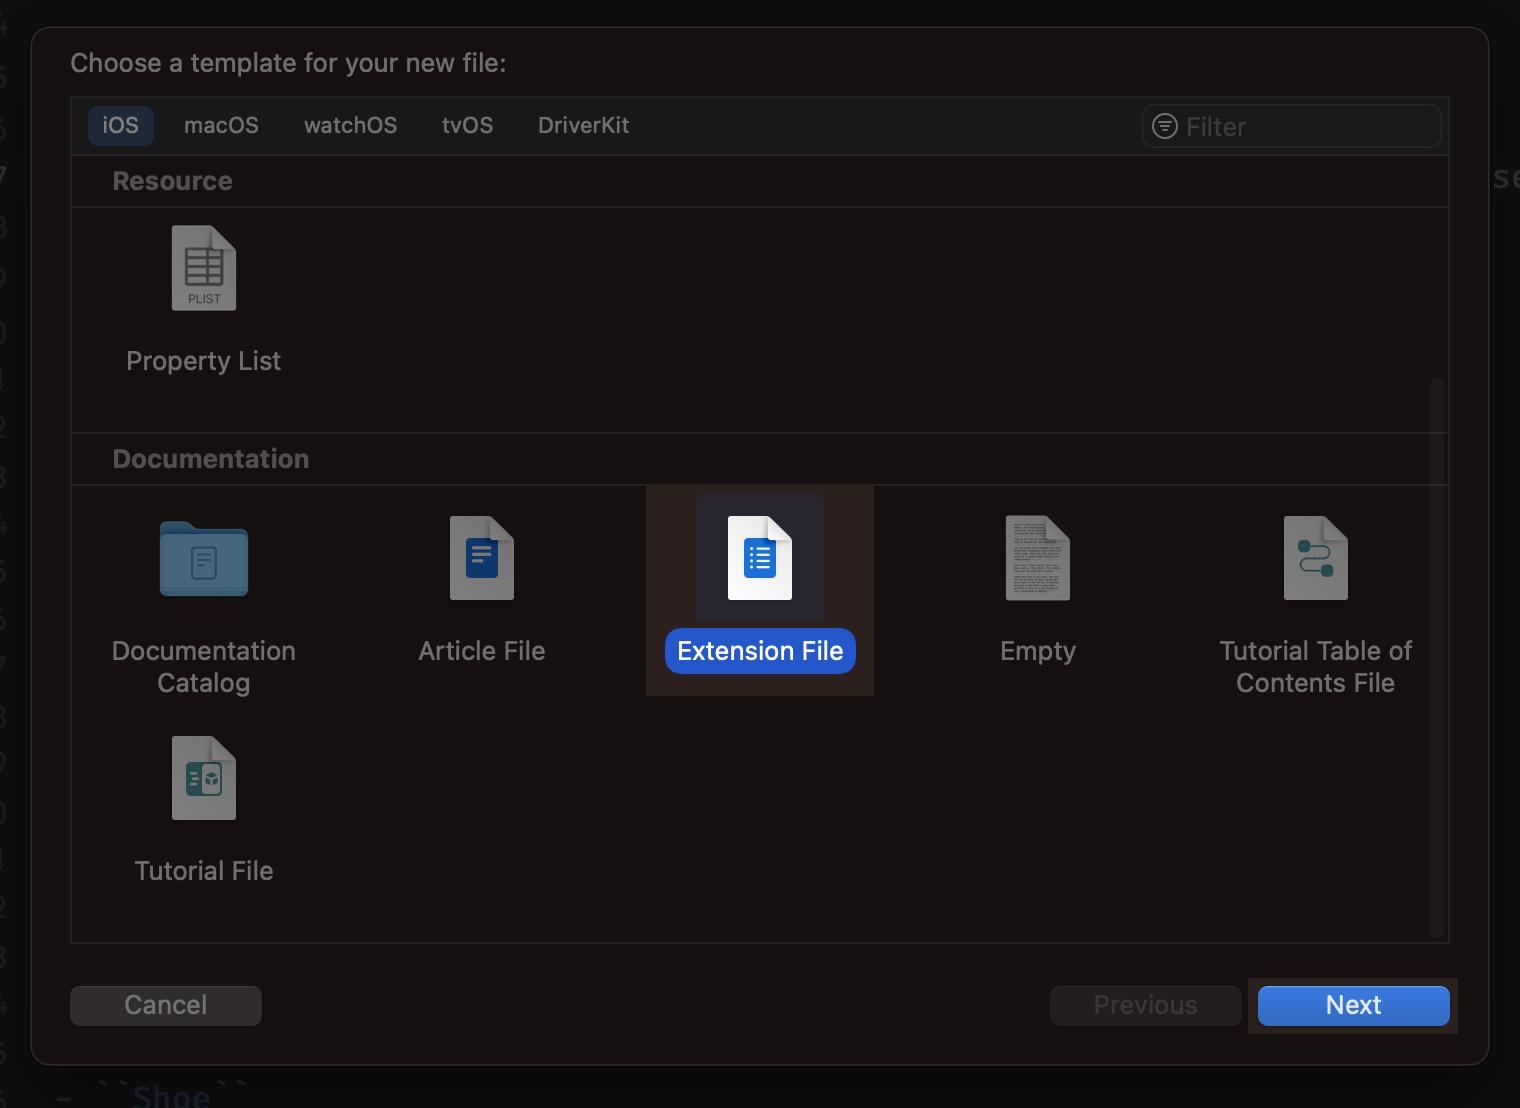 Choose a template for your new file:
iOS macOS watchOS tvOS DriverKit Filter
Resource
PLIST
Property List
Documentation
Documentation Catalog
Article File
Extension File
Empty
Tutorial Table of Contents File
Tutorial File
Cancel Previous Next
- ``Shoe``